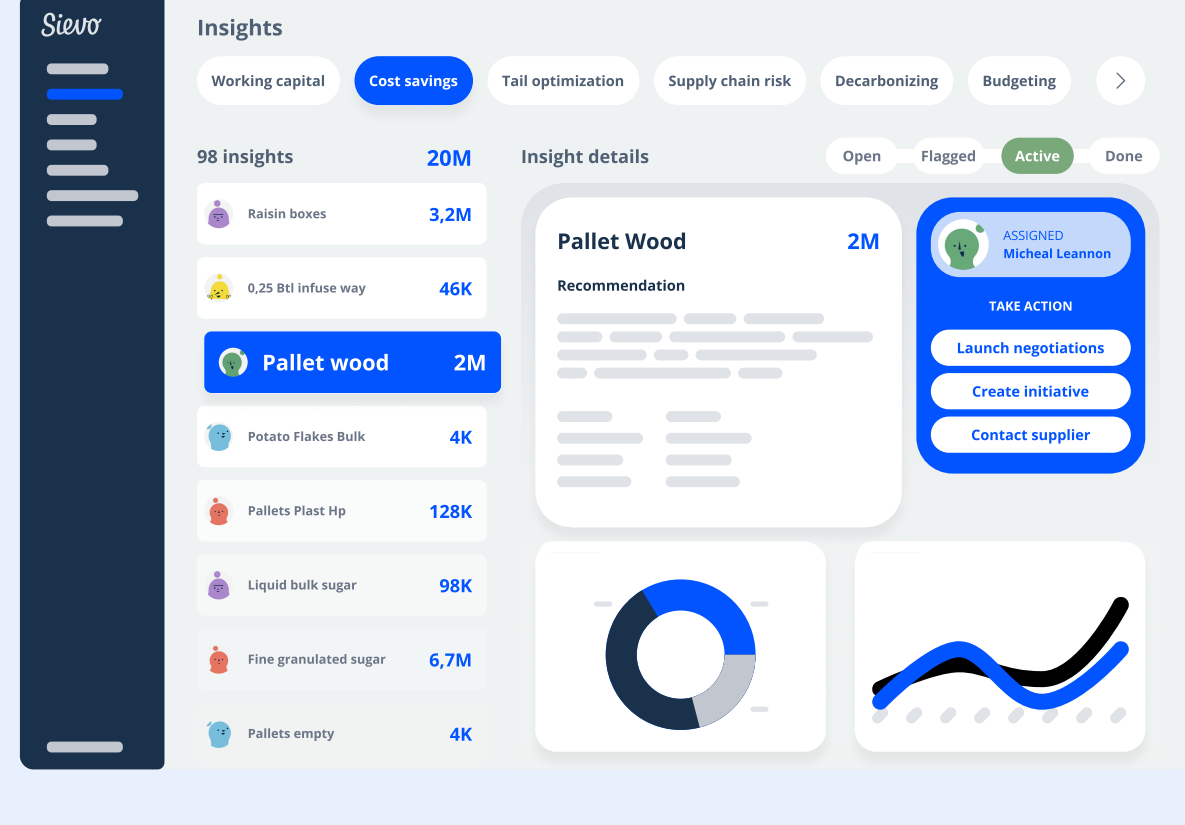 Sievo
Insights
Working capital
Cost savings
Tail optimization
Supply chain risk
Decarbonizing
Budgeting
98 insights
20M
Raisin boxes
3,2M
0,25 Btl infuse way
46K
Pallet wood
2M
Potato Flakes Bulk
4K
Pallets Plast Hp
128K
Liquid bulk sugar
98K
Fine granulated sugar
6,7M
Pallets empty
4K
Insight details
Open
Flagged
Active
Done
Pallet Wood
2M
Recommendation
ASSIGNED
Micheal Leannon
TAKE ACTION
Launch negotiations
Create initiative
Contact supplier